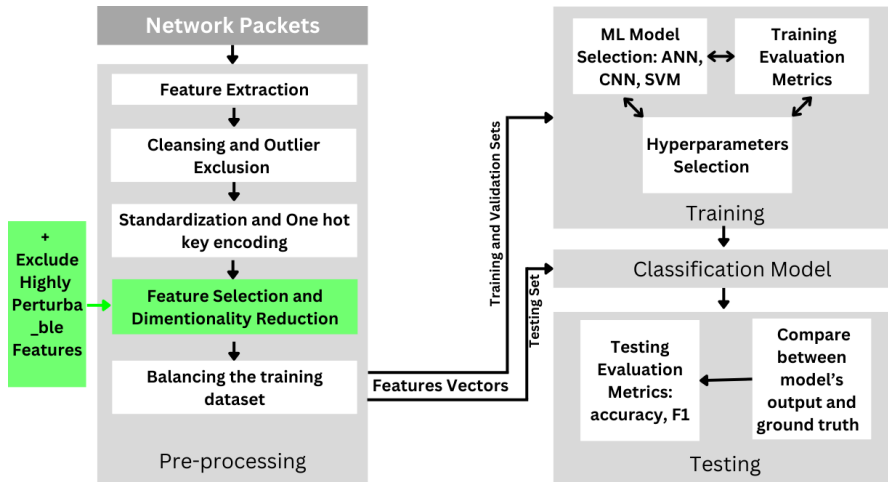 Network Packets
Feature Extraction
Cleansing and Outlier
Exclusion
Standardization and One hot
key encoding
+
Exclude
Highly
Perturba
_ble
Features
Feature Selection and
Dimentionality Reduction
Balancing the training
dataset
Pre-processing
Features Vectors
Training and Validation Sets
Testing Set
ML Model
Selection: ANN,
CNN, SVM
Training
Evaluation
Metrics
Hyperparameters
Selection
Training
Classification Model
Testing
Evaluation
Metrics:
accuracy, F1
Compare
between
model's
output and
ground truth
Testing